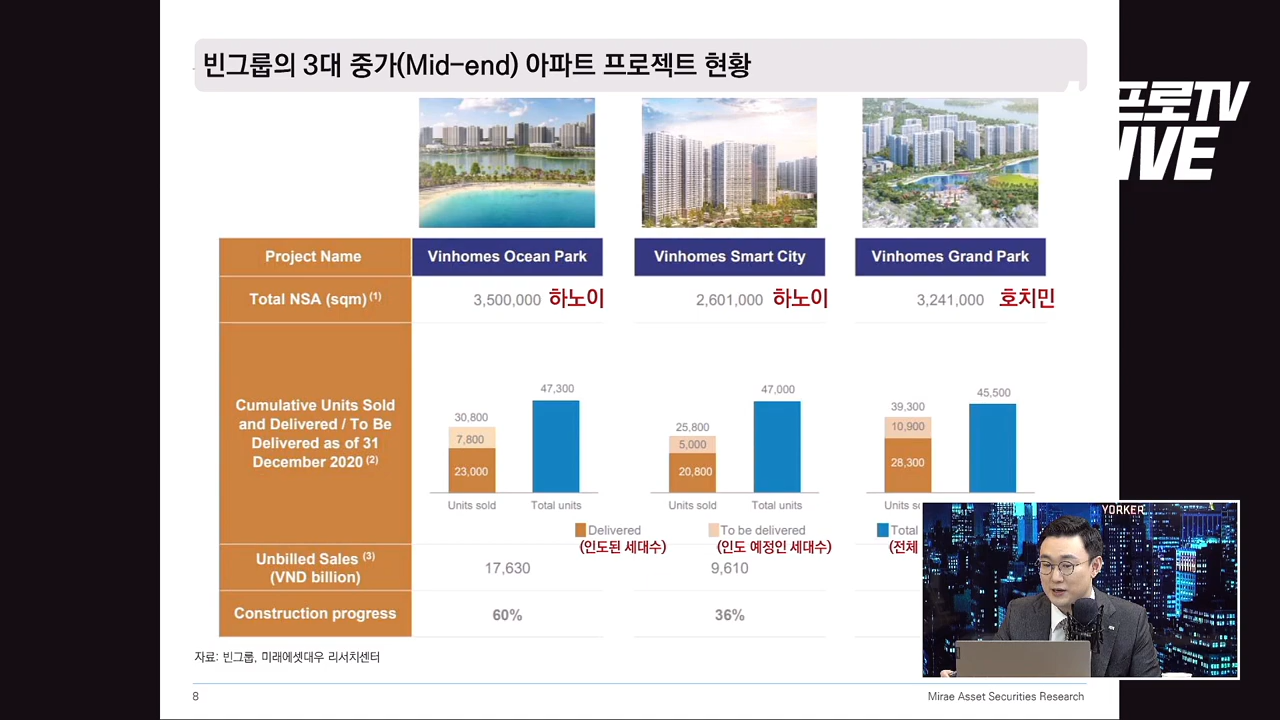 빈그룹의 3대 중가(Mid-end) 아파트 프로젝트 현황
프로TV
LIVE
Project Name
Vinhomes Ocean Park
Vinhomes Smart City
Vinhomes Grand Park
Total NSA (sqm) (1)
3,500,000 하노이
2,601,000 하노이
3,241,000 호치민
Cumulative Units Sold
and Delivered / To Be
Delivered as of 31
December 2020 (2)
30,800
7,800
23,000
47,300
Units sold
Total units
25,800
5,000
20,800
47,000
Units sold
Total units
39,300
10,900
28,300
45,500
Units so
Delivered
(인도된 세대수)
To be delivered
(인도 예정인 세대수)
Total
(전체
YORKER
Unbilled Sales (3)
(VND billion)
17,630
9,610
Construction progress
60%
36%
자료: 빈그룹, 미래에셋대우 리서치센터
8
Mirae Asset Securities Research